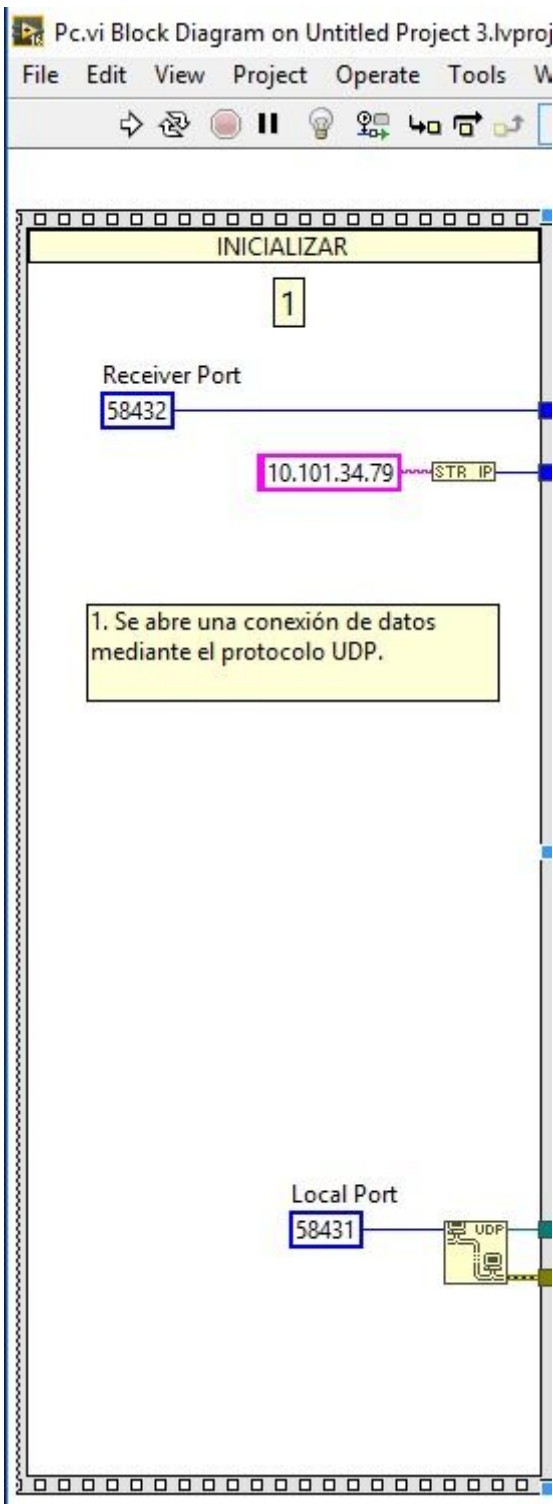 Pc.vi Block Diagram on Untitled Project 3.lvproj
File Edit View Project Operate Tools W
INICIALIZAR
1
Receiver Port
58432
10.101.34.79 STR IP
1. Se abre una conexión de datos
mediante el protocolo UDP.
Local Port
58431
UDP